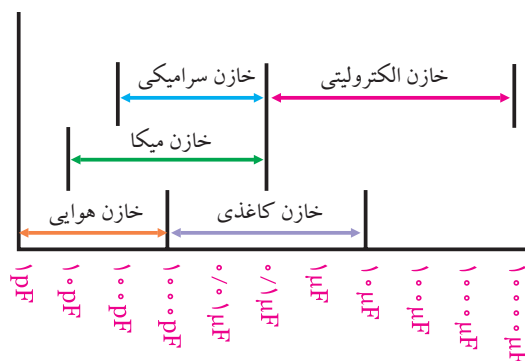 خازن سرامیکی
خازن الکترولیتی
خازن میکا
خازن هوایی
خازن کاغذی
۱pF
۱۰pF
۱۰۰pF
۱۰۰۰pF
۰/۰۱μF
۰/۱μF
۱μF
۱۰μF
۱۰۰μF
۱۰۰۰μF
۱۰۰۰۰μF